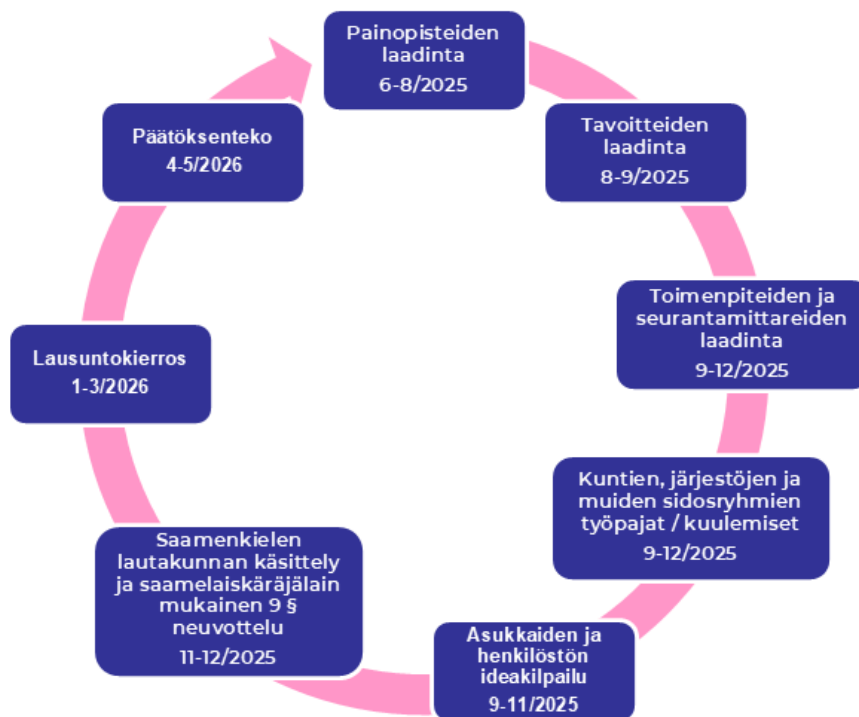 Painopisteiden
laadinta
6-8/2025
Tavoitteiden
laadinta
8-9/2025
Toimenpiteiden ja
seurantamittareiden
laadinta
9-12/2025
Kuntien, järjestöjen ja
muiden sidosryhmien
työpajat / kuulemiset
9-12/2025
Asukkaiden ja
henkilöstön
ideakilpailu
9-11/2025
Saamenkielen
lautakunnan käsittely
ja saamelaiskäräjälain
mukainen 9 §
neuvottelu
11-12/2025
Lausuntokierros
1-3/2026
Päätöksenteko
4-5/2026